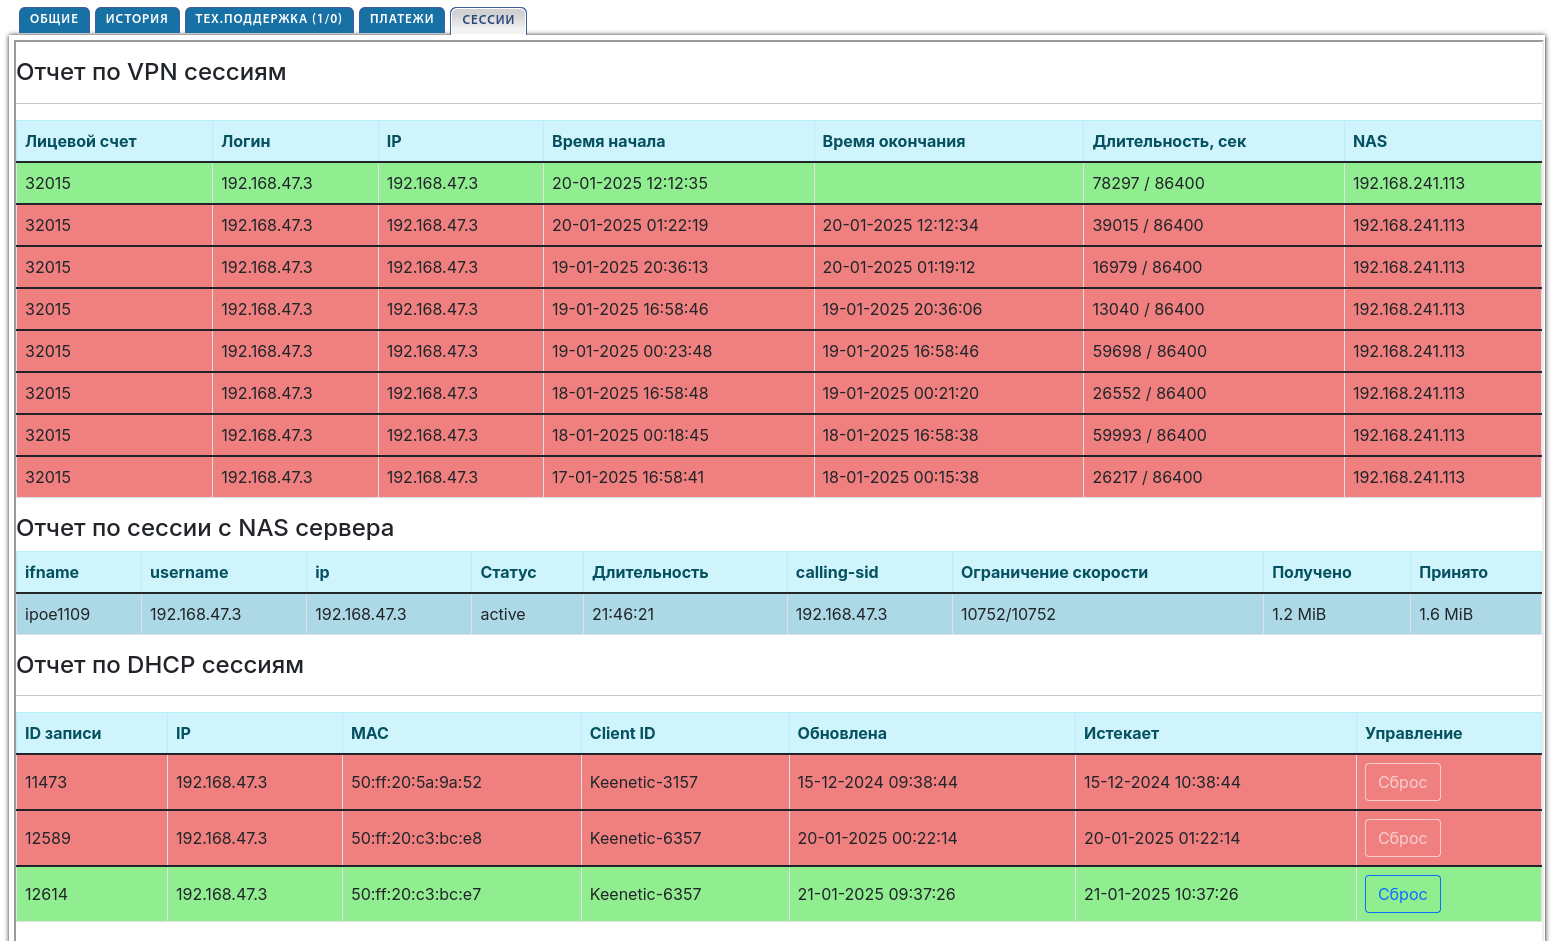 ОБЩИЕ ИСТОРИЯ ТЕХ.ПОДДЕРЖКА (1/0) ПЛАТЕЖИ СЕССИИ
Отчет по VPN сессиям
Лицевой счет Логин IP Время начала Время окончания Длительность, сек NAS
32015 192.168.47.3 192.168.47.3 20-01-2025 12:12:35 78297 / 86400 192.168.241.113
32015 192.168.47.3 192.168.47.3 20-01-2025 01:22:19 20-01-2025 12:12:34 39015 / 86400 192.168.241.113
32015 192.168.47.3 192.168.47.3 19-01-2025 20:36:13 20-01-2025 01:19:12 16979 / 86400 192.168.241.113
32015 192.168.47.3 192.168.47.3 19-01-2025 16:58:46 19-01-2025 20:36:06 13040 / 86400 192.168.241.113
32015 192.168.47.3 192.168.47.3 19-01-2025 00:23:48 19-01-2025 16:58:46 59698 / 86400 192.168.241.113
32015 192.168.47.3 192.168.47.3 18-01-2025 16:58:48 19-01-2025 00:21:20 26552 / 86400 192.168.241.113
32015 192.168.47.3 192.168.47.3 18-01-2025 00:18:45 18-01-2025 16:58:38 59993 / 86400 192.168.241.113
32015 192.168.47.3 192.168.47.3 17-01-2025 16:58:41 18-01-2025 00:15:38 26217 / 86400 192.168.241.113
Отчет по сессии с NAS сервера
ifname username ip Статус Длительность calling-sid Ограничение скорости Получено Принято
ipoe1109 192.168.47.3 192.168.47.3 active 21:46:21 192.168.47.3 10752/10752 1.2 MiB 1.6 MiB
Отчет по DHCP сессиям
ID записи IP MAC Client ID Обновлена Истекает Управление
11473 192.168.47.3 50:ff:20:5a:9a:52 Keenetic-3157 15-12-2024 09:38:44 15-12-2024 10:38:44 Сброс
12589 192.168.47.3 50:ff:20:c3:bc:e8 Keenetic-6357 20-01-2025 00:22:14 20-01-2025 01:22:14 Сброс
12614 192.168.47.3 50:ff:20:c3:bc:e7 Keenetic-6357 21-01-2025 09:37:26 21-01-2025 10:37:26 Сброс